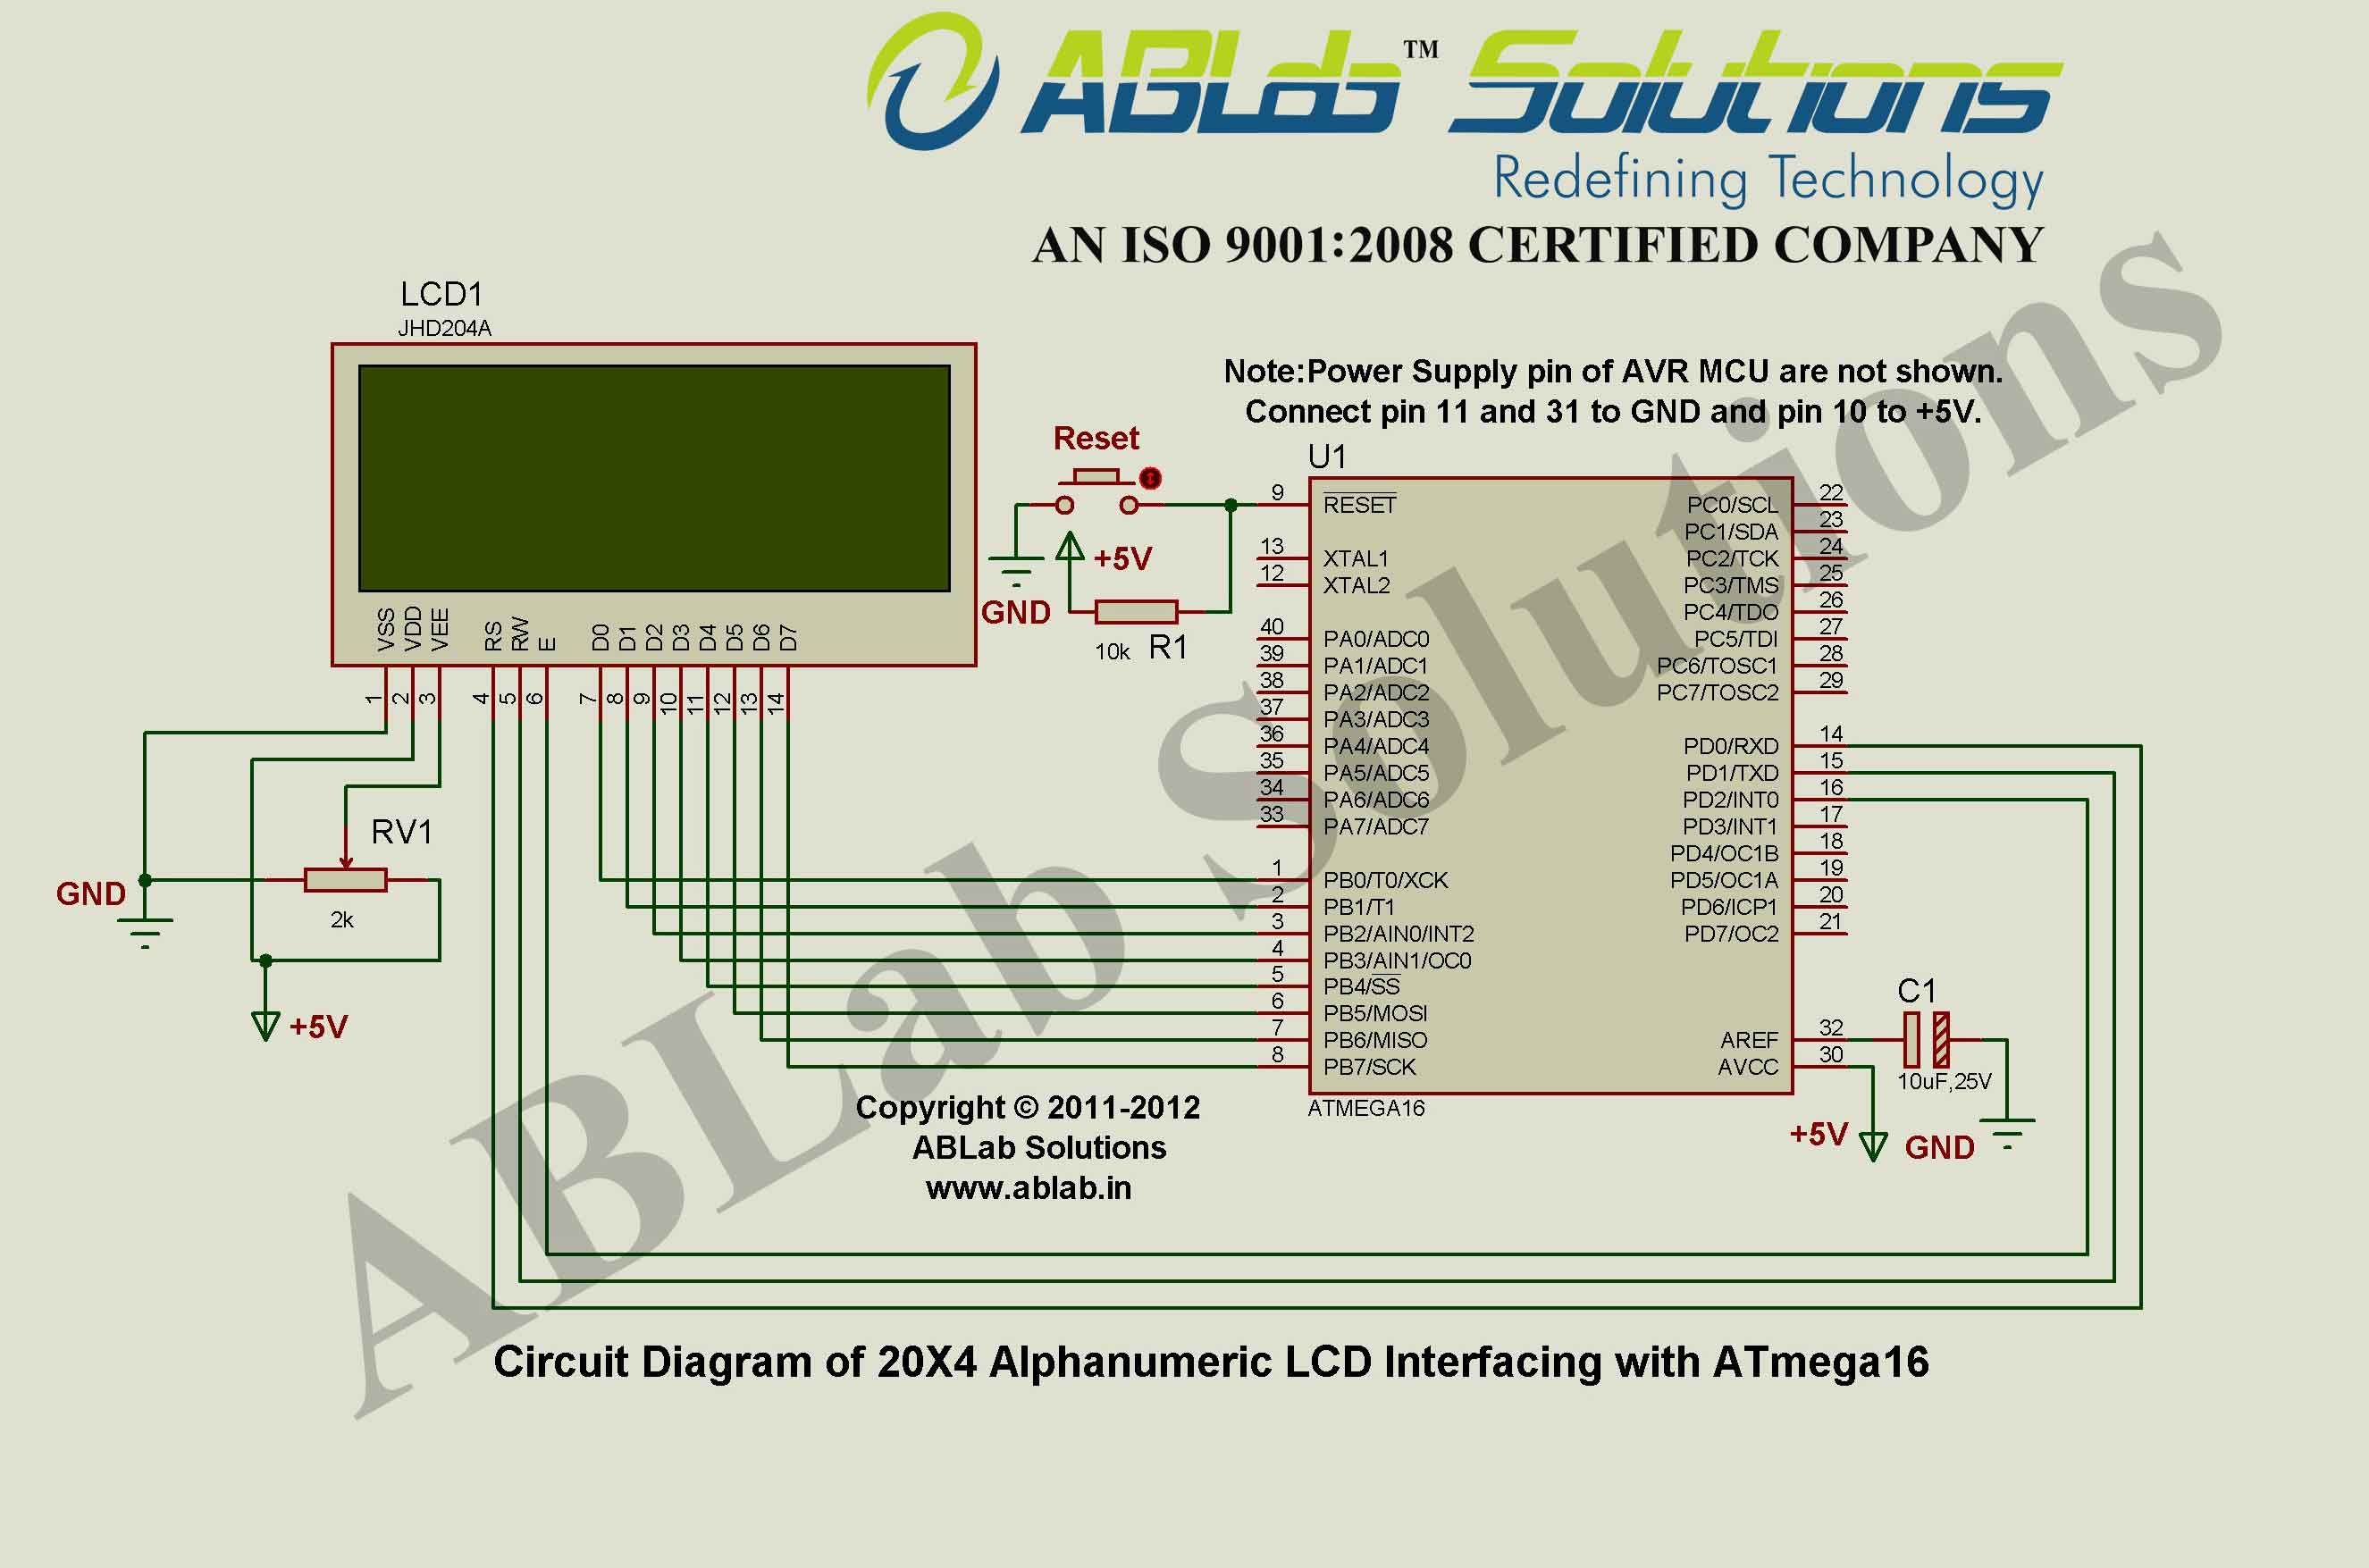 ABLab™ Solutions
Redefining Technology
AN ISO 9001:2008 CERTIFIED COMPANY
LCD1
JHD204A
Note:Power Supply pin of AVR MCU are not shown.
Connect pin 11 and 31 to GND and pin 10 to +5V.
VSS VDD VEE RS RW E D0 D1 D2 D3 D4 D5 D6 D7
1 2 3 4 5 6 7 8 9 10 11 12 13 14
Reset
+5V
GND
10k R1
RV1
2k
GND
+5V
U1
9 RESET PC0/SCL 22
PC1/SDA 23
13 XTAL1 PC2/TCK 24
12 XTAL2 PC3/TMS 25
PC4/TDO 26
40 PA0/ADC0 PC5/TDI 27
39 PA1/ADC1 PC6/TOSC1 28
38 PA2/ADC2 PC7/TOSC2 29
37 PA3/ADC3
36 PA4/ADC4 PD0/RXD 14
35 PA5/ADC5 PD1/TXD 15
34 PA6/ADC6 PD2/INT0 16
33 PA7/ADC7 PD3/INT1 17
PD4/OC1B 18
1 PB0/T0/XCK PD5/OC1A 19
2 PB1/T1 PD6/ICP1 20
3 PB2/AIN0/INT2 PD7/OC2 21
4 PB3/AIN1/OC0
5 PB4/SS
6 PB5/MOSI
7 PB6/MISO AREF 32
8 PB7/SCK AVCC 30
ATMEGA16
C1
10uF,25V
+5V
GND
Copyright © 2011-2012
ABLab Solutions
www.ablab.in
ABLab Solutions
Circuit Diagram of 20X4 Alphanumeric LCD Interfacing with ATmega16